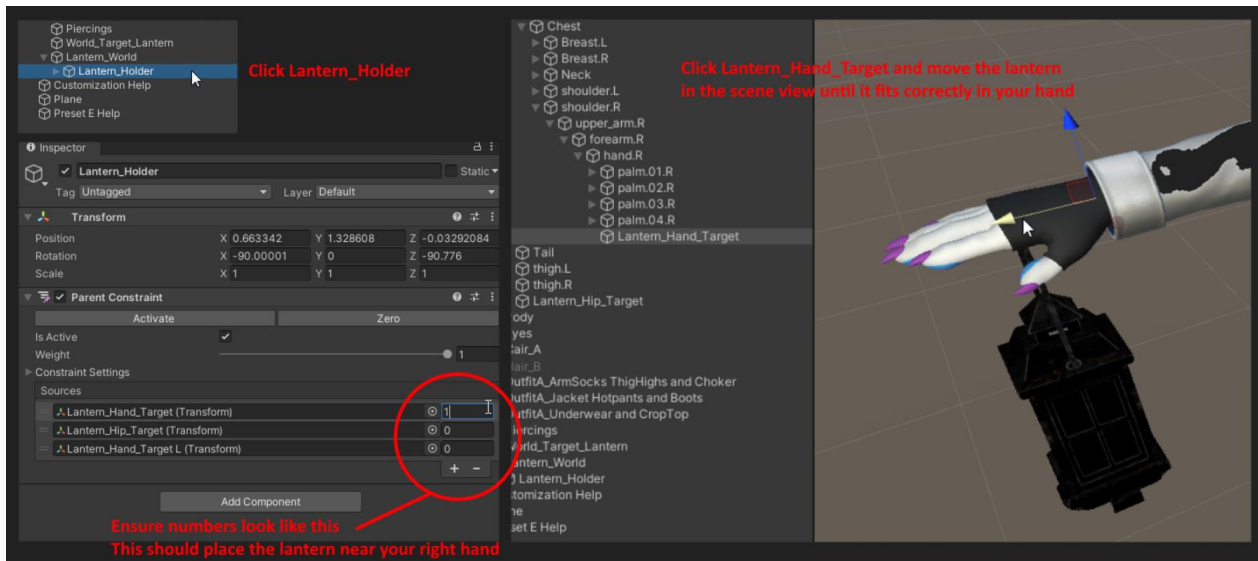 Piercings
World_Target_Lantern
Lantern_World
Lantern_Holder
Customization Help
Plane
Preset E Help
Click Lantern_Holder
Inspector
Lantern_Holder
Static
Tag Untagged Layer Default
Transform
Position X 0.663342 Y 1.328608 Z -0.03292084
Rotation X -90.00001 Y 0 Z -90.776
Scale X 1 Y 1 Z 1
Parent Constraint
Activate Zero
Is Active
Weight 1
Constraint Settings
Sources
Lantern_Hand_Target (Transform) 1
Lantern_Hip_Target (Transform) 0
Lantern_Hand_Target L (Transform) 0
+ -
Add Component
Ensure numbers look like this
This should place the lantern near your right hand
Chest
Breast.L
Breast.R
Neck
shoulder.L
shoulder.R
upper_arm.R
forearm.R
hand.R
palm.01.R
palm.02.R
palm.03.R
palm.04.R
Lantern_Hand_Target
Tail
thigh.L
thigh.R
Lantern_Hip_Target
ody
yes
air_A
air_B
utfitA_ArmSocks ThigHighs and Choker
utfitA_Jacket Hotpants and Boots
utfitA_Underwear and CropTop
iercings
orld_Target_Lantern
antern_World
Lantern_Holder
stomization Help
ne
set E Help
Click Lantern_Hand_Target and move the lantern
in the scene view until it fits correctly in your hand